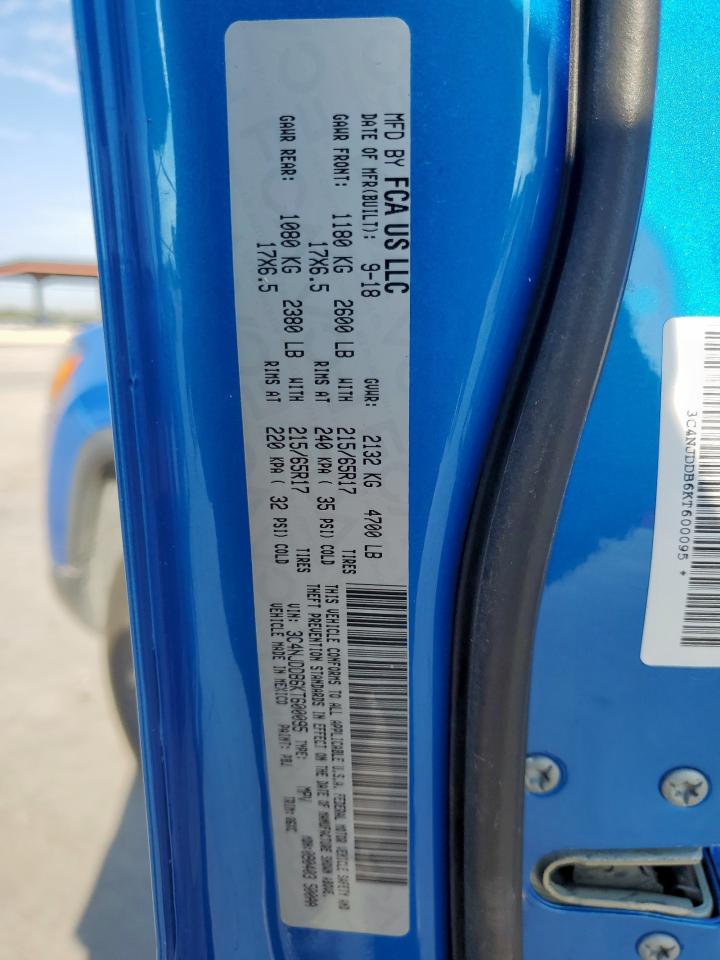 MFD BY FCA US LLC
DATE OF MFR(BUILT): 9-18 GVWR: 2132 KG 4700 LB
GAWR FRONT: 1180 KG 2600 LB WITH 215/65R17 TIRES
17X6.5 RIMS AT 240 KPA ( 35 PSI) COLD
GAWR REAR: 1080 KG 2380 LB WITH 215/65R17 TIRES
17X6.5 RIMS AT 220 KPA ( 32 PSI) COLD
THIS VEHICLE CONFORMS TO ALL APPLICABLE U.S.A. FEDERAL MOTOR VEHICLE SAFETY AND
THEFT PREVENTION STANDARDS IN EFFECT ON THE DATE OF MANUFACTURE SHOWN ABOVE.
VIN: 3C4NJDDB6KT600095 TYPE: MPV
VEHICLE MADE IN MEXICO PAINT: PBJ TRIM:
3C4NJDDB6KT600095 *